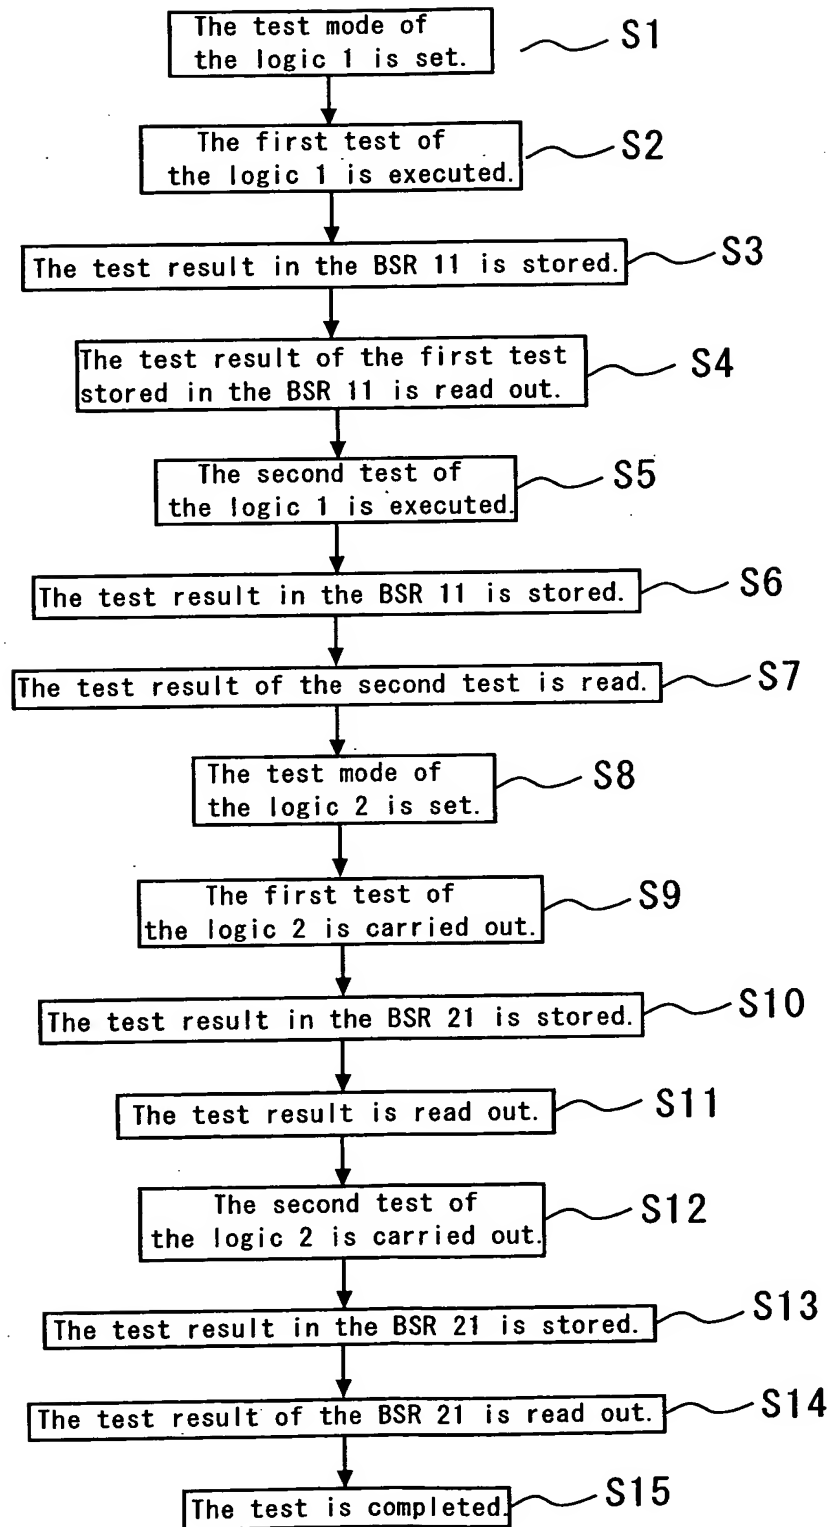 The test mode of
the logic 1 is set.
S1
The first test of
the logic 1 is executed.
S2
The test result in the BSR 11 is stored.
S3
The test result of the first test
stored in the BSR 11 is read out.
S4
The second test of
the logic 1 is executed.
S5
The test result in the BSR 11 is stored.
S6
The test result of the second test is read.
S7
The test mode of
the logic 2 is set.
S8
The first test of
the logic 2 is carried out.
S9
The test result in the BSR 21 is stored.
S10
The test result is read out.
S11
The second test of
the logic 2 is carried out.
S12
The test result in the BSR 21 is stored.
S13
The test result of the BSR 21 is read out.
S14
The test is completed.
S15